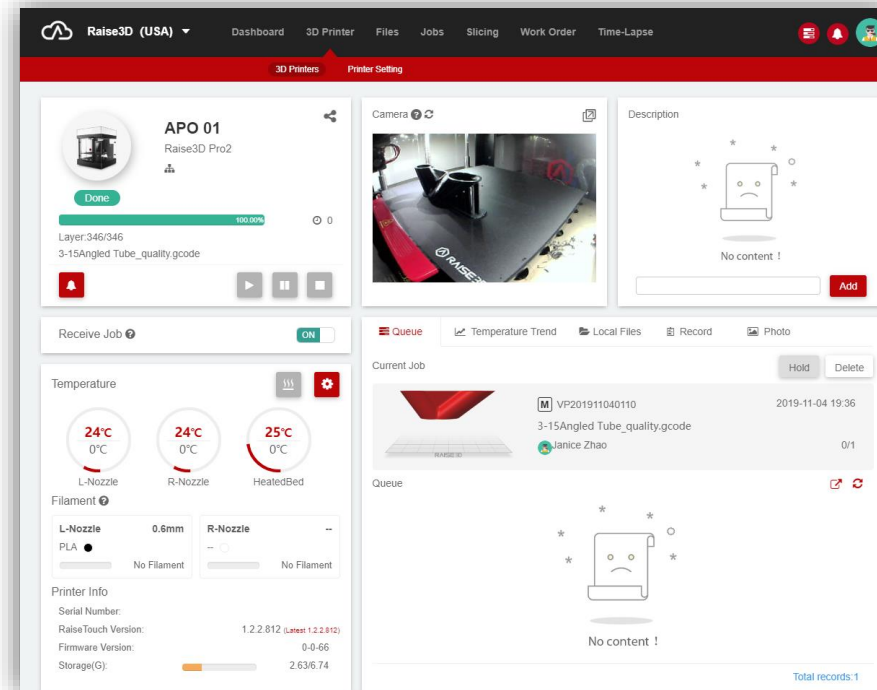 Raise3D (USA) Dashboard 3D Printer Files Jobs Slicing Work Order Time-Lapse
3D Printers Printer Setting
APO 01
Raise3D Pro2
Done
100.00% 0
Layer:346/346
3-15Angled Tube_quality.gcode
Camera
RAISE3D
Description
No content !
Add
Receive Job ON
Temperature
24℃ 24℃ 25℃
0℃ 0℃ 0℃
L-Nozzle R-Nozzle HeatedBed
Filament
L-Nozzle 0.6mm R-Nozzle --
PLA --
No Filament No Filament
Printer Info
Serial Number:
RaiseTouch Version: 1.2.2.812 (Latest 1.2.2.812)
Firmware Version: 0-0-66
Storage(G): 2.63/6.74
Queue Temperature Trend Local Files Record Photo
Current Job Hold Delete
M VP201911040110 2019-11-04 19:36
3-15Angled Tube_quality.gcode
Janice Zhao 0/1
RAISE3D
Queue
No content !
Total records:1